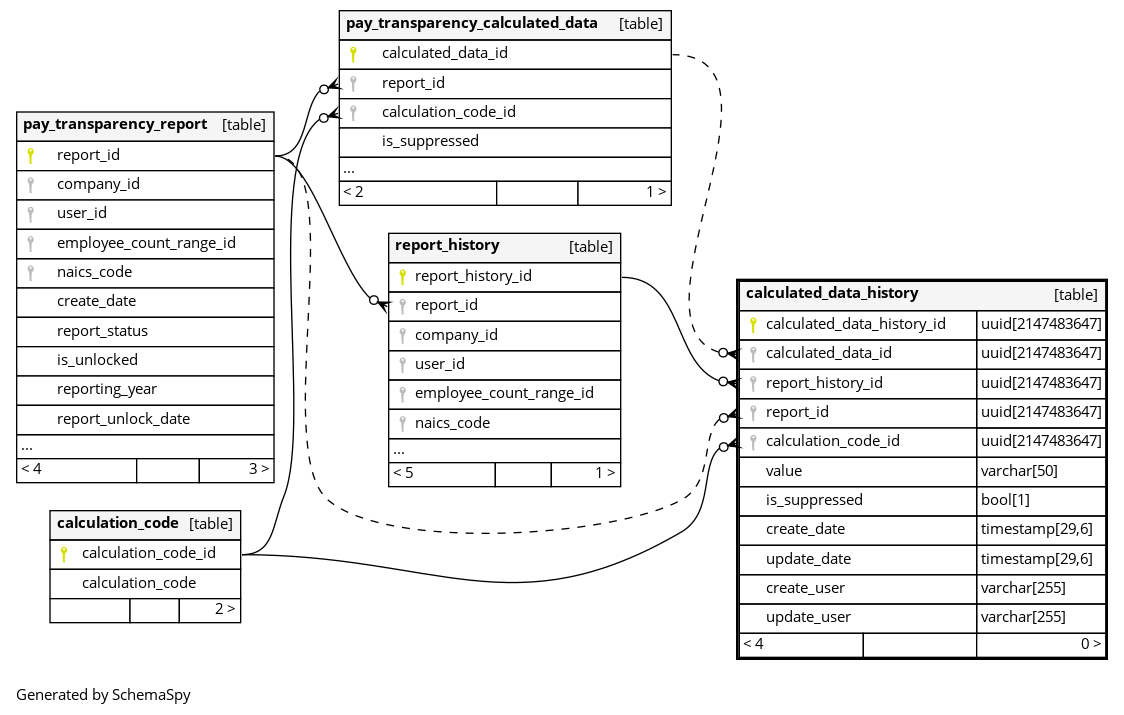 pay_transparency_calculated_data [table]
calculated_data_id
report_id
calculation_code_id
is_suppressed
...
< 2 1 >
pay_transparency_report [table]
report_id
company_id
user_id
employee_count_range_id
naics_code
create_date
report_status
is_unlocked
reporting_year
report_unlock_date
...
< 4 3 >
report_history [table]
report_history_id
report_id
company_id
user_id
employee_count_range_id
naics_code
...
< 5 1 >
calculated_data_history [table]
calculated_data_history_id uuid[2147483647]
calculated_data_id uuid[2147483647]
report_history_id uuid[2147483647]
report_id uuid[2147483647]
calculation_code_id uuid[2147483647]
value varchar[50]
is_suppressed bool[1]
create_date timestamp[29,6]
update_date timestamp[29,6]
create_user varchar[255]
update_user varchar[255]
< 4 0 >
calculation_code [table]
calculation_code_id
calculation_code
2 >
Generated by SchemaSpy